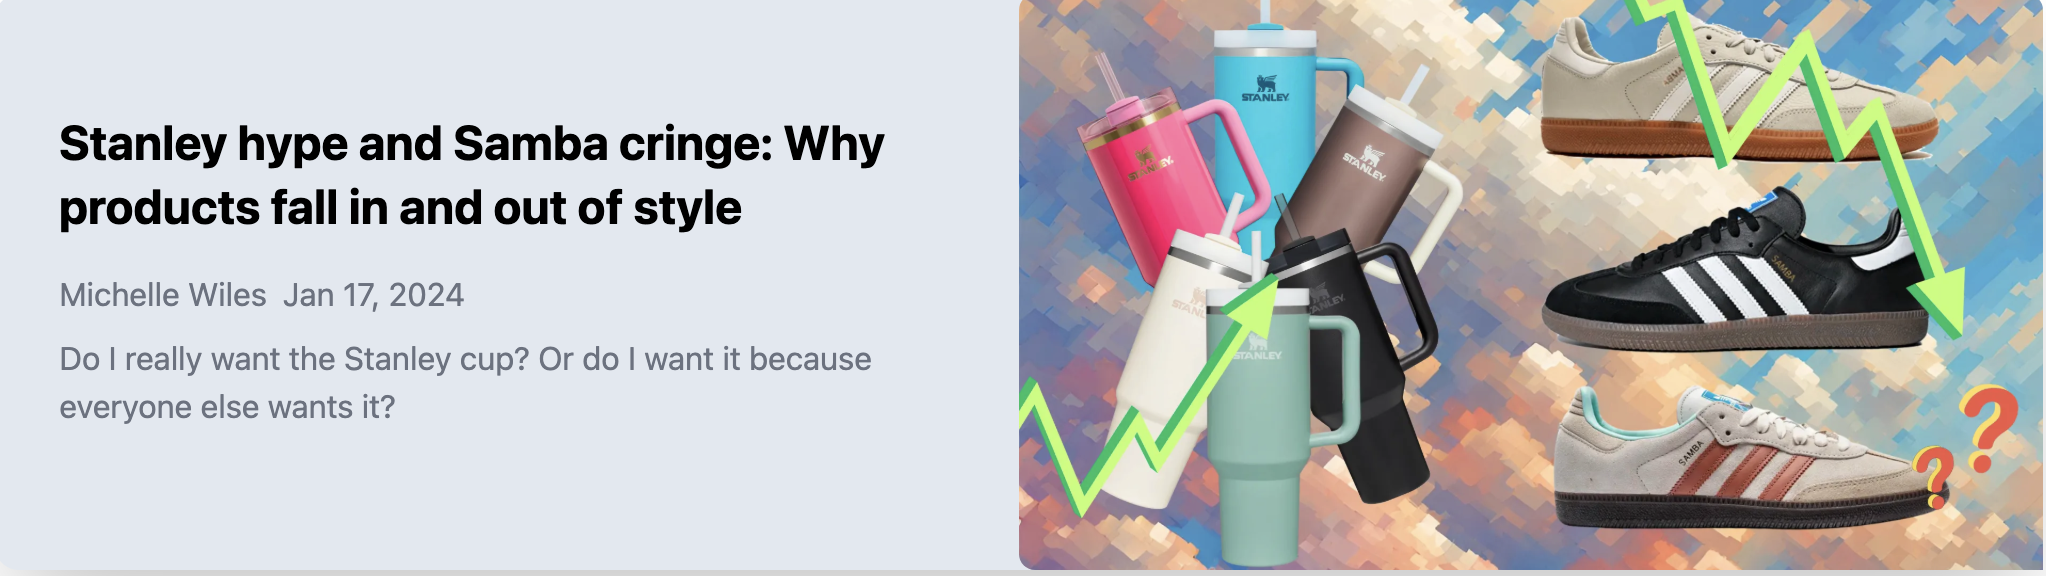 Stanley hype and Samba cringe: Why
products fall in and out of style
Michelle Wiles Jan 17, 2024
Do I really want the Stanley cup? Or do I want it because
everyone else wants it?
STANLEY
STANLEY
STANLEY
STANLEY
SAMBA
SAMBA
? ?